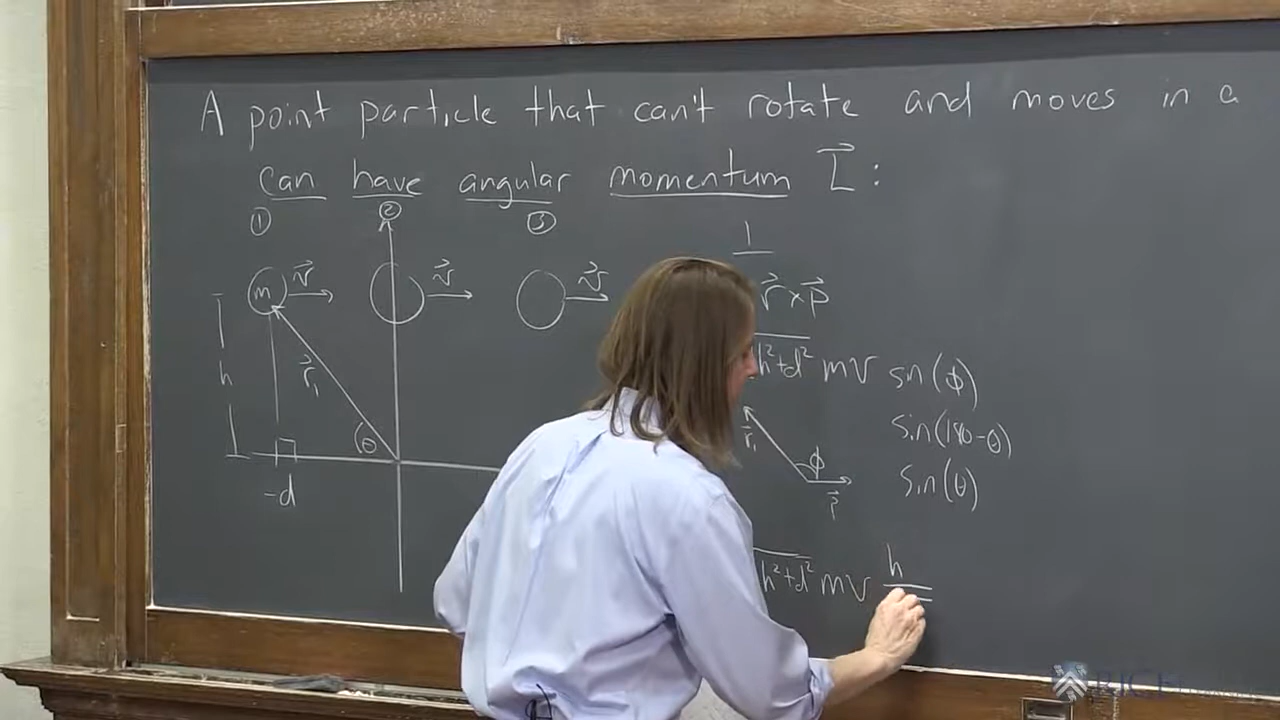 A point particle that can't rotate and moves in a
can have angular momentum L⃗ :
① ② ③
1
m v⃗ v⃗ v⃗
r⃗ × p⃗
h²+d² mv sin(ϕ)
h r⃗₁ θ
r⃗₁ ϕ p⃗
sin(180-θ)
sin(θ)
-d
h²+d² mv h